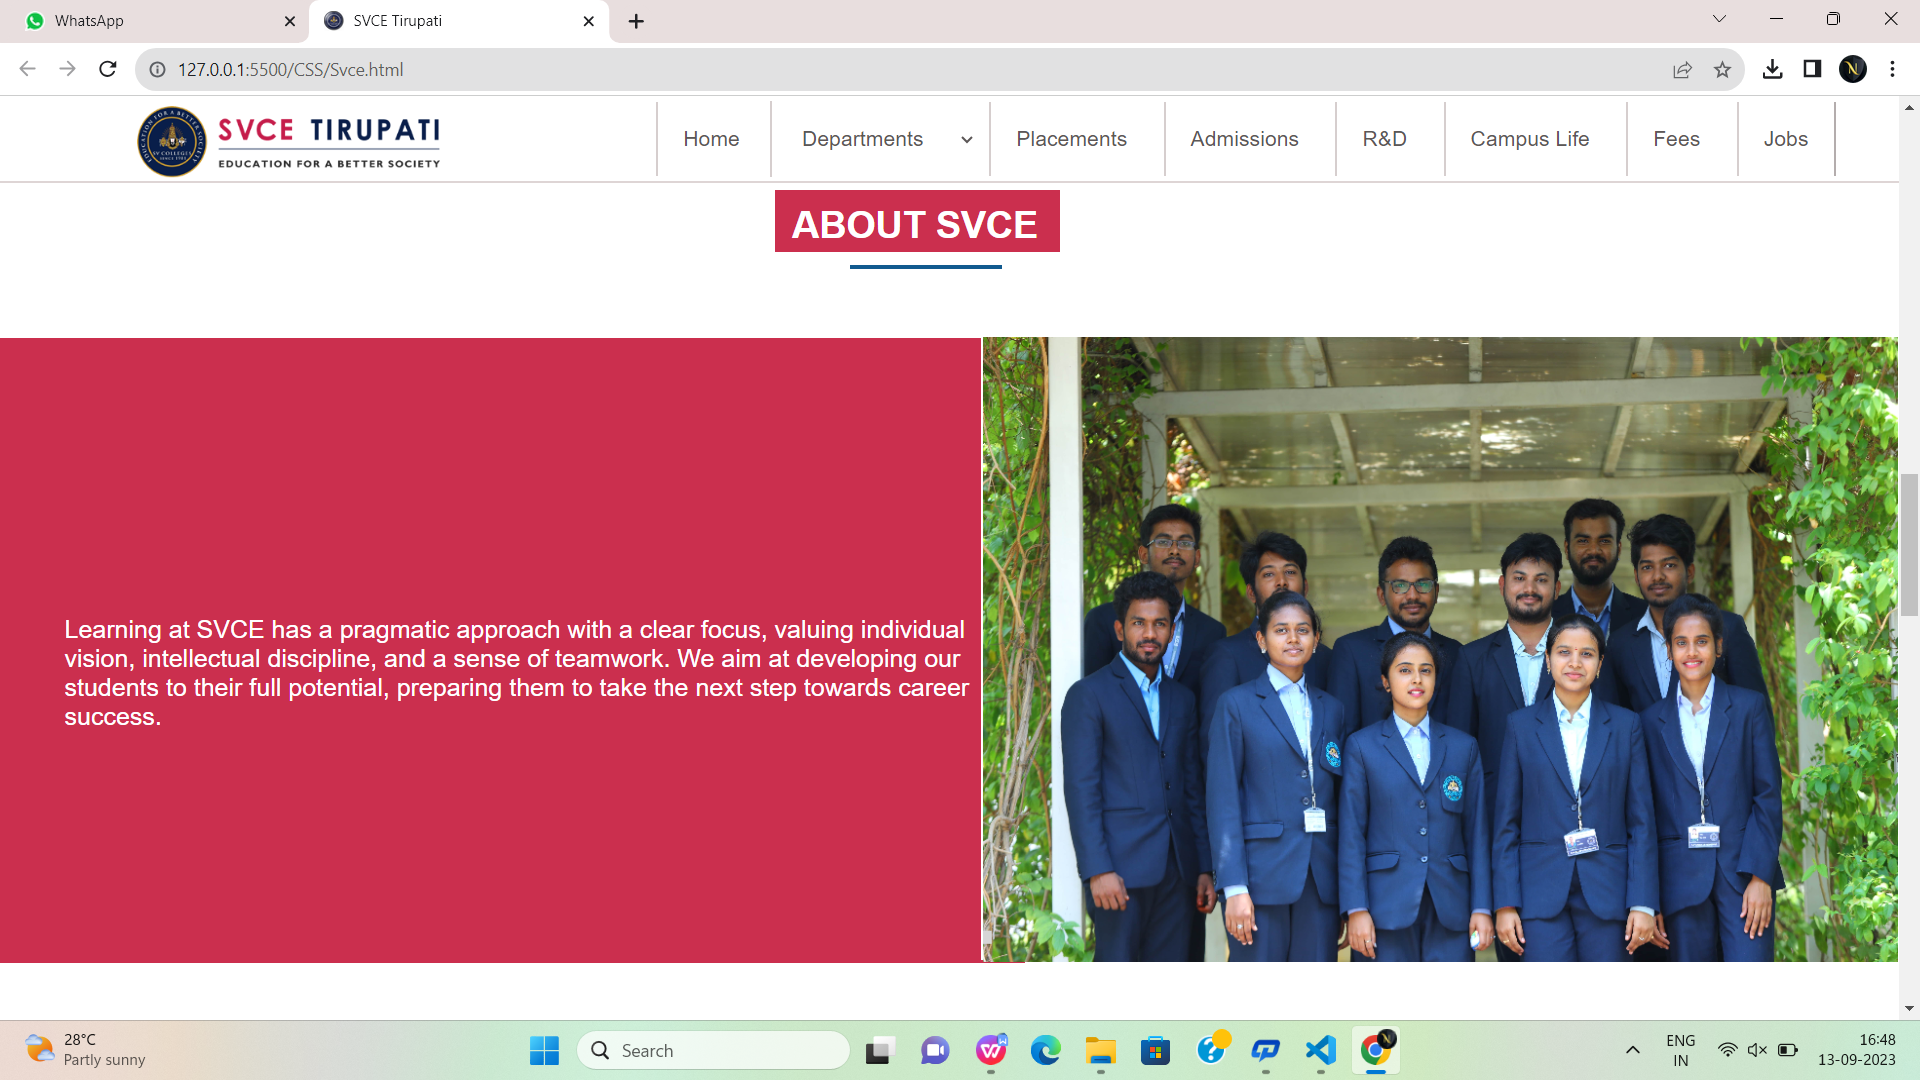 WhatsApp
SVCE Tirupati
127.0.0.1:5500/CSS/Svce.html
SVCE TIRUPATI
EDUCATION FOR A BETTER SOCIETY
Home
Departments
Placements
Admissions
R&D
Campus Life
Fees
Jobs
ABOUT SVCE
Learning at SVCE has a pragmatic approach with a clear focus, valuing individual
vision, intellectual discipline, and a sense of teamwork. We aim at developing our
students to their full potential, preparing them to take the next step towards career
success.
28°C
Partly sunny
Search
ENG
IN
16:48
13-09-2023